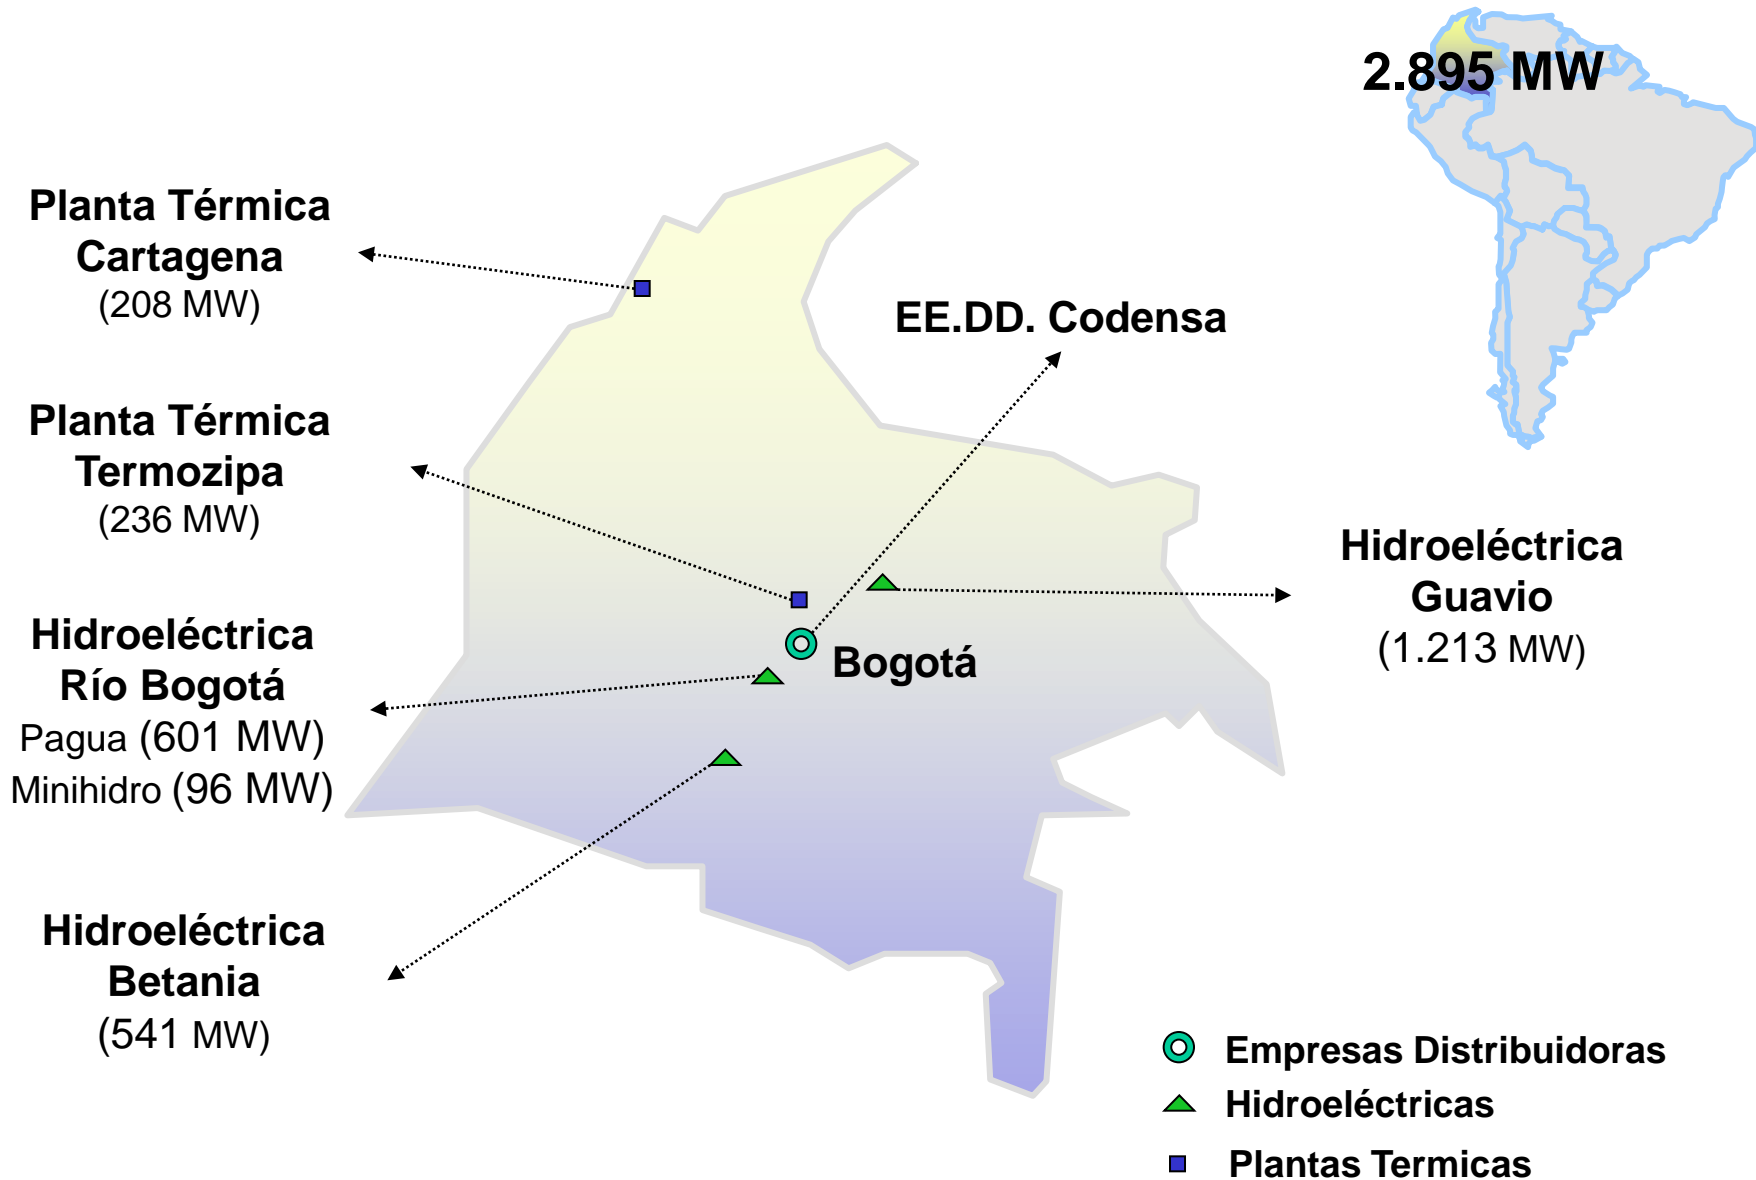 2.895 MW
Planta Térmica
Cartagena
(208 MW)
EE.DD. Codensa
Planta Térmica
Termozipa
(236 MW)
Hidroeléctrica
Guavio
(1.213 MW)
Hidroeléctrica
Río Bogotá
Pagua (601 MW)
Minihidro (96 MW)
Bogotá
Hidroeléctrica
Betania
(541 MW)
Empresas Distribuidoras
Hidroeléctricas
Plantas Termicas